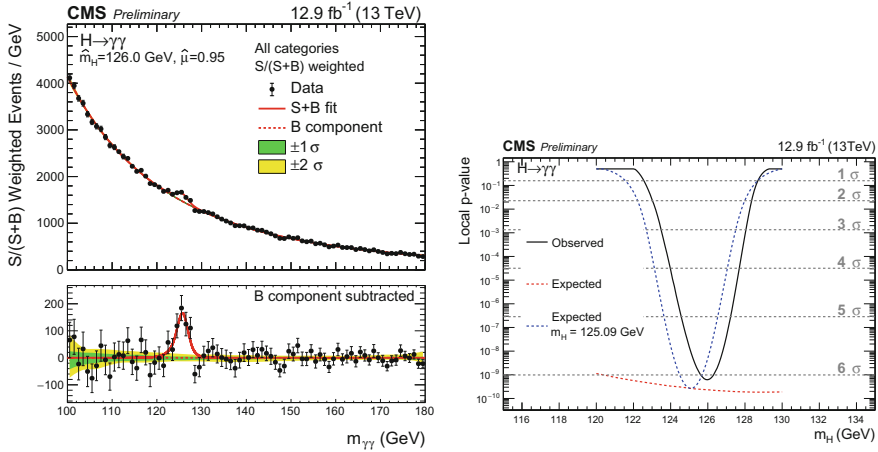 CMS Preliminary 12.9 fb⁻¹ (13 TeV)
S/(S+B) Weighted Events / GeV
H→γγ
m̂_H=126.0 GeV, μ̂=0.95
All categories
S/(S+B) weighted
Data
S+B fit
B component
±1 σ
±2 σ
5000
4000
3000
2000
1000
0
B component subtracted
200
100
0
−100
100 110 120 130 140 150 160 170 180
m_γγ (GeV)
CMS Preliminary 12.9 fb⁻¹ (13TeV)
Local p-value
H→γγ
1
10⁻¹
10⁻²
10⁻³
10⁻⁴
10⁻⁵
10⁻⁶
10⁻⁷
10⁻⁸
10⁻⁹
10⁻¹⁰
1 σ
2 σ
3 σ
4 σ
5 σ
6 σ
Observed
Expected
Expected
m_H = 125.09 GeV
116 118 120 122 124 126 128 130 132 134
m_H (GeV)